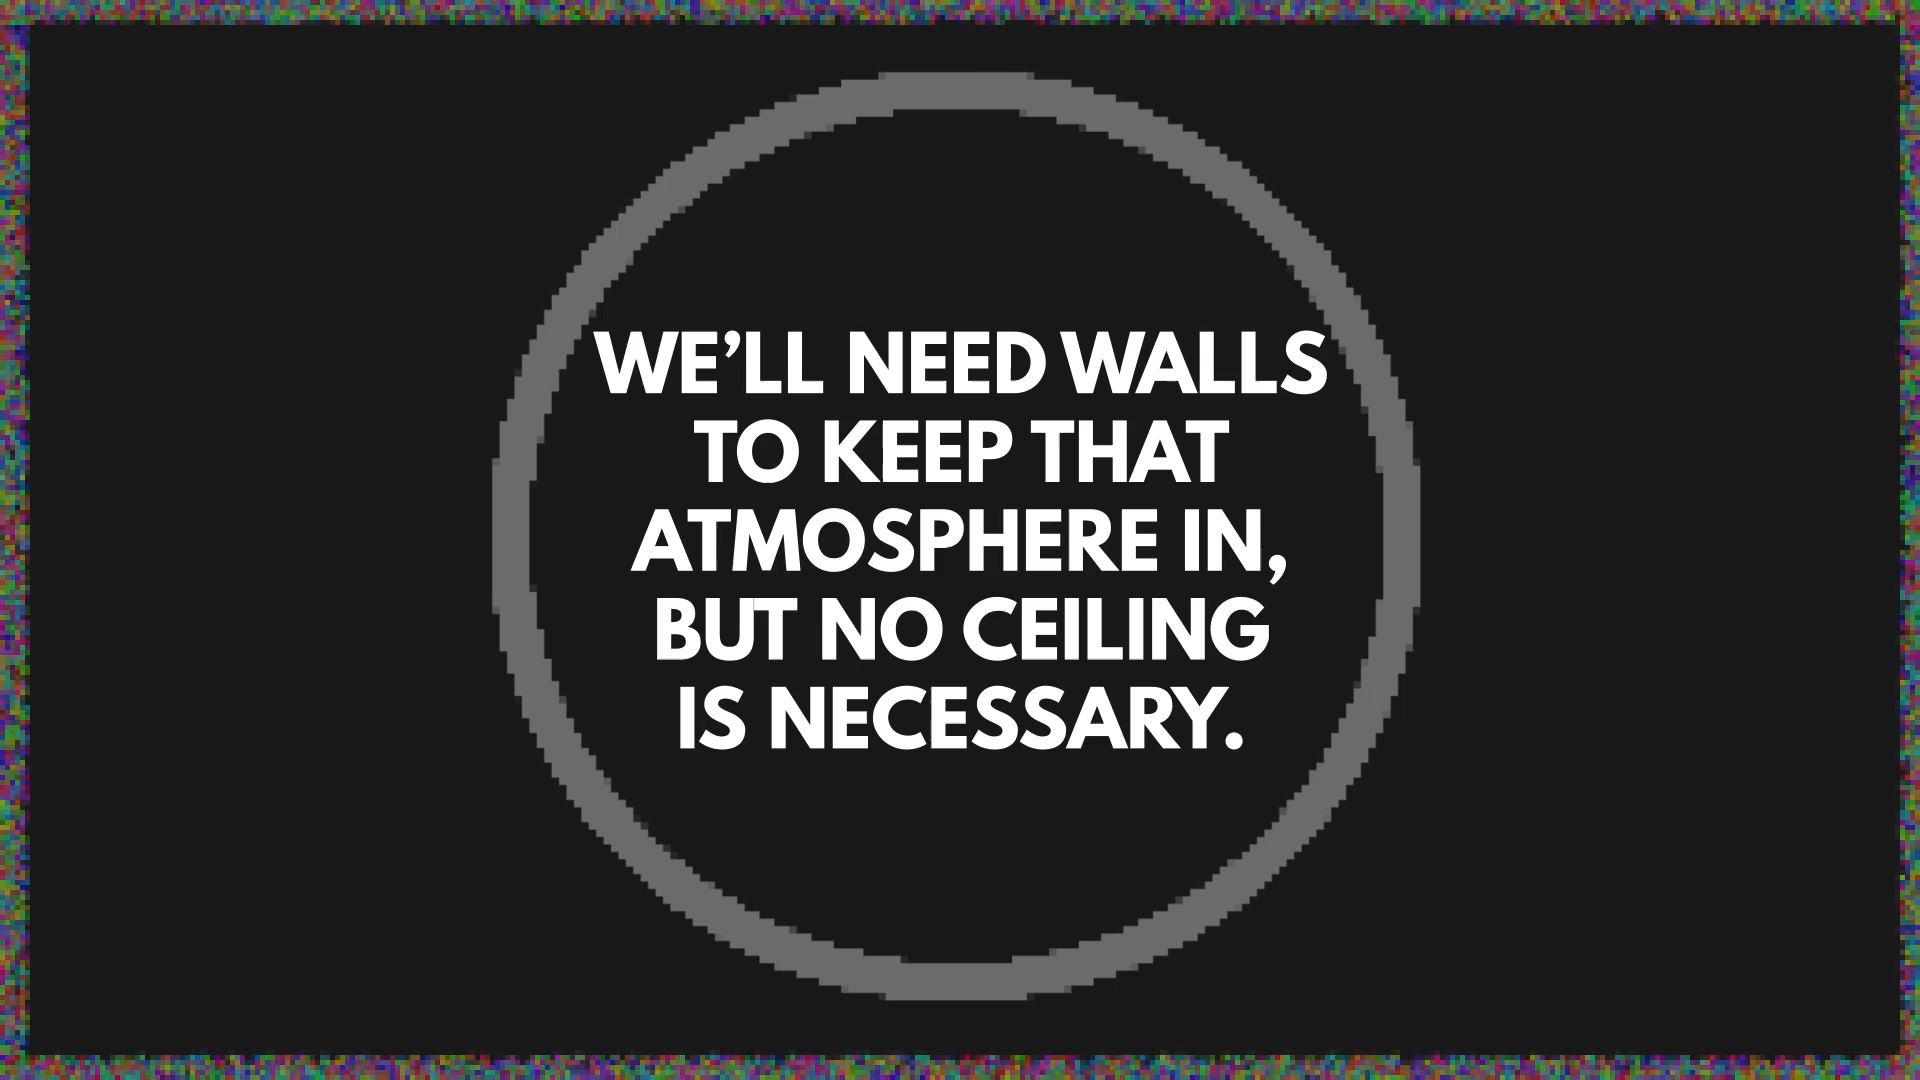 WE’LL NEED WALLS
TO KEEP THAT
ATMOSPHERE IN,
BUT NO CEILING
IS NECESSARY.